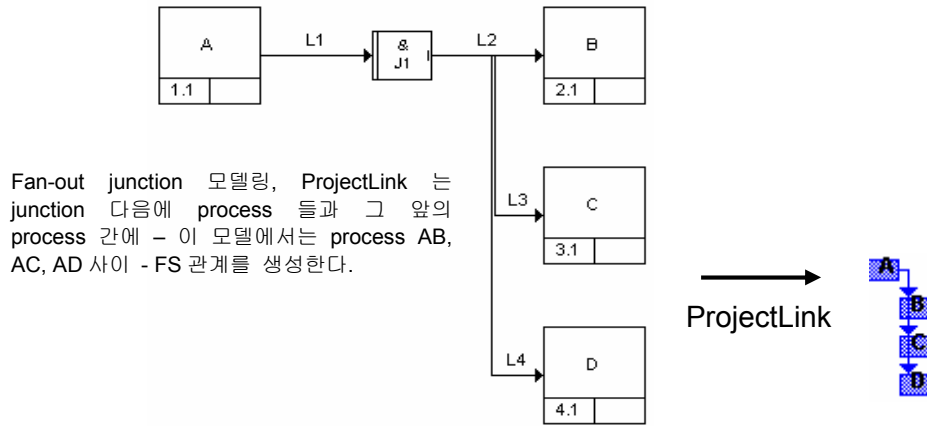 A
1.1
L1
&
J1
L2
B
2.1
Fan-out junction 모델링, ProjectLink 는
junction 다음에 process 들과 그 앞의
process 간에 – 이 모델에서는 process AB,
AC, AD 사이 - FS 관계를 생성한다.
L3
C
3.1
L4
D
4.1
ProjectLink
A
B
C
D